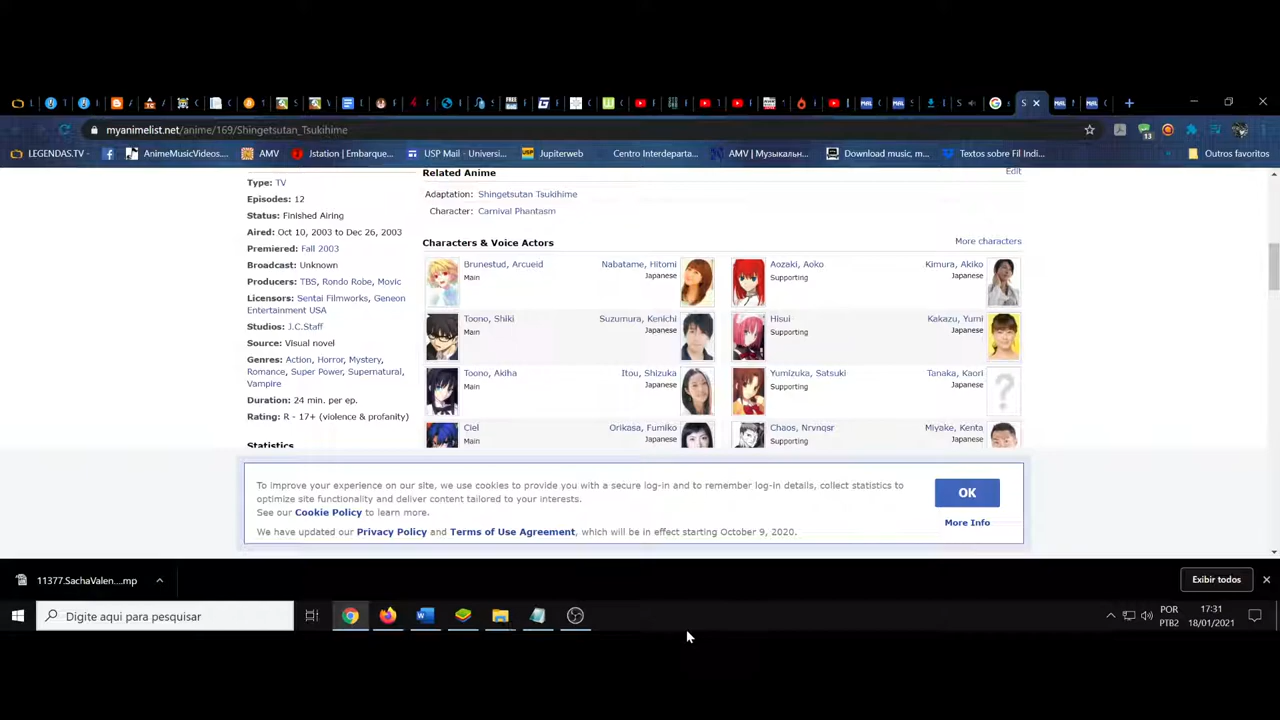 myanimelist.net/anime/169/Shingetsutan_Tsukihime
LEGENDAS.TV -
AnimeMusicVideos...
AMV
Jstation | Embarque...
USP Mail - Universi...
Jupiterweb
Centro Interdeparta...
AMV | Музыкальн...
Download music, m...
Textos sobre Fil Indi...
Outros favoritos
13
Type: TV
Episodes: 12
Status: Finished Airing
Aired: Oct 10, 2003 to Dec 26, 2003
Premiered: Fall 2003
Broadcast: Unknown
Producers: TBS, Rondo Robe, Movic
Licensors: Sentai Filmworks, Geneon
Entertainment USA
Studios: J.C.Staff
Source: Visual novel
Genres: Action, Horror, Mystery,
Romance, Super Power, Supernatural,
Vampire
Duration: 24 min. per ep.
Rating: R - 17+ (violence & profanity)
Statistics
Related Anime
Edit
Adaptation: Shingetsutan Tsukihime
Character: Carnival Phantasm
Characters & Voice Actors
More characters
Brunestud, Arcueid
Main
Nabatame, Hitomi
Japanese
Aozaki, Aoko
Supporting
Kimura, Akiko
Japanese
Toono, Shiki
Main
Suzumura, Kenichi
Japanese
Hisui
Supporting
Kakazu, Yumi
Japanese
Toono, Akiha
Main
Itou, Shizuka
Japanese
Yumizuka, Satsuki
Supporting
Tanaka, Kaori
Japanese
Ciel
Main
Orikasa, Fumiko
Japanese
Chaos, Nrvnqsr
Supporting
Miyake, Kenta
Japanese
To improve your experience on our site, we use cookies to provide you with a secure log-in and to remember log-in details, collect statistics to
optimize site functionality and deliver content tailored to your interests.
See our Cookie Policy to learn more.
We have updated our Privacy Policy and Terms of Use Agreement, which will be in effect starting October 9, 2020.
OK
More Info
11377.SachaValen....mp
Exibir todos
Digite aqui para pesquisar
POR
PTB2
17:31
18/01/2021